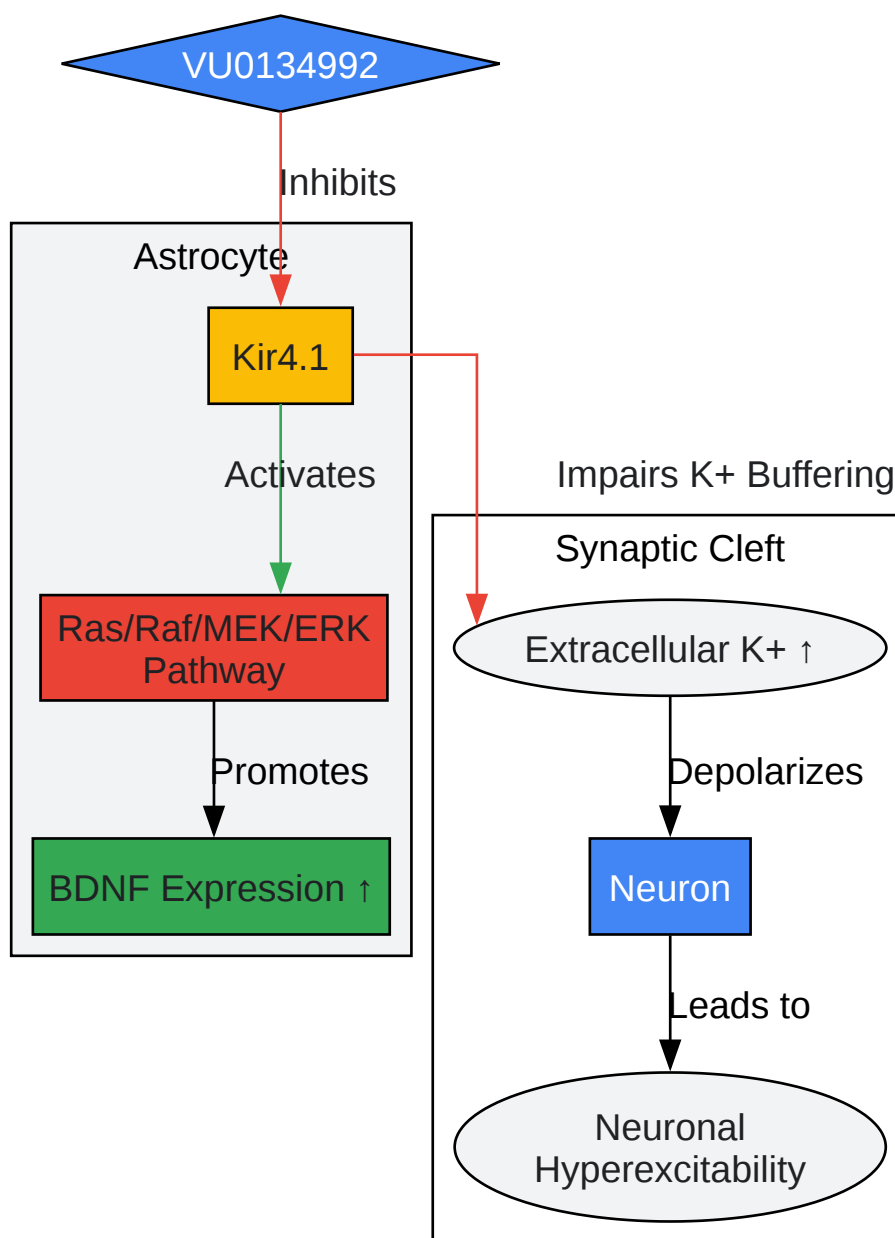 VU0134992
Inhibits
Astrocyte
Kir4.1
Activates
Impairs K+ Buffering
Synaptic Cleft
Ras/Raf/MEK/ERK
Pathway
Extracellular K+ ↑
Promotes
Depolarizes
BDNF Expression ↑
Neuron
Leads to
Neuronal
Hyperexcitability